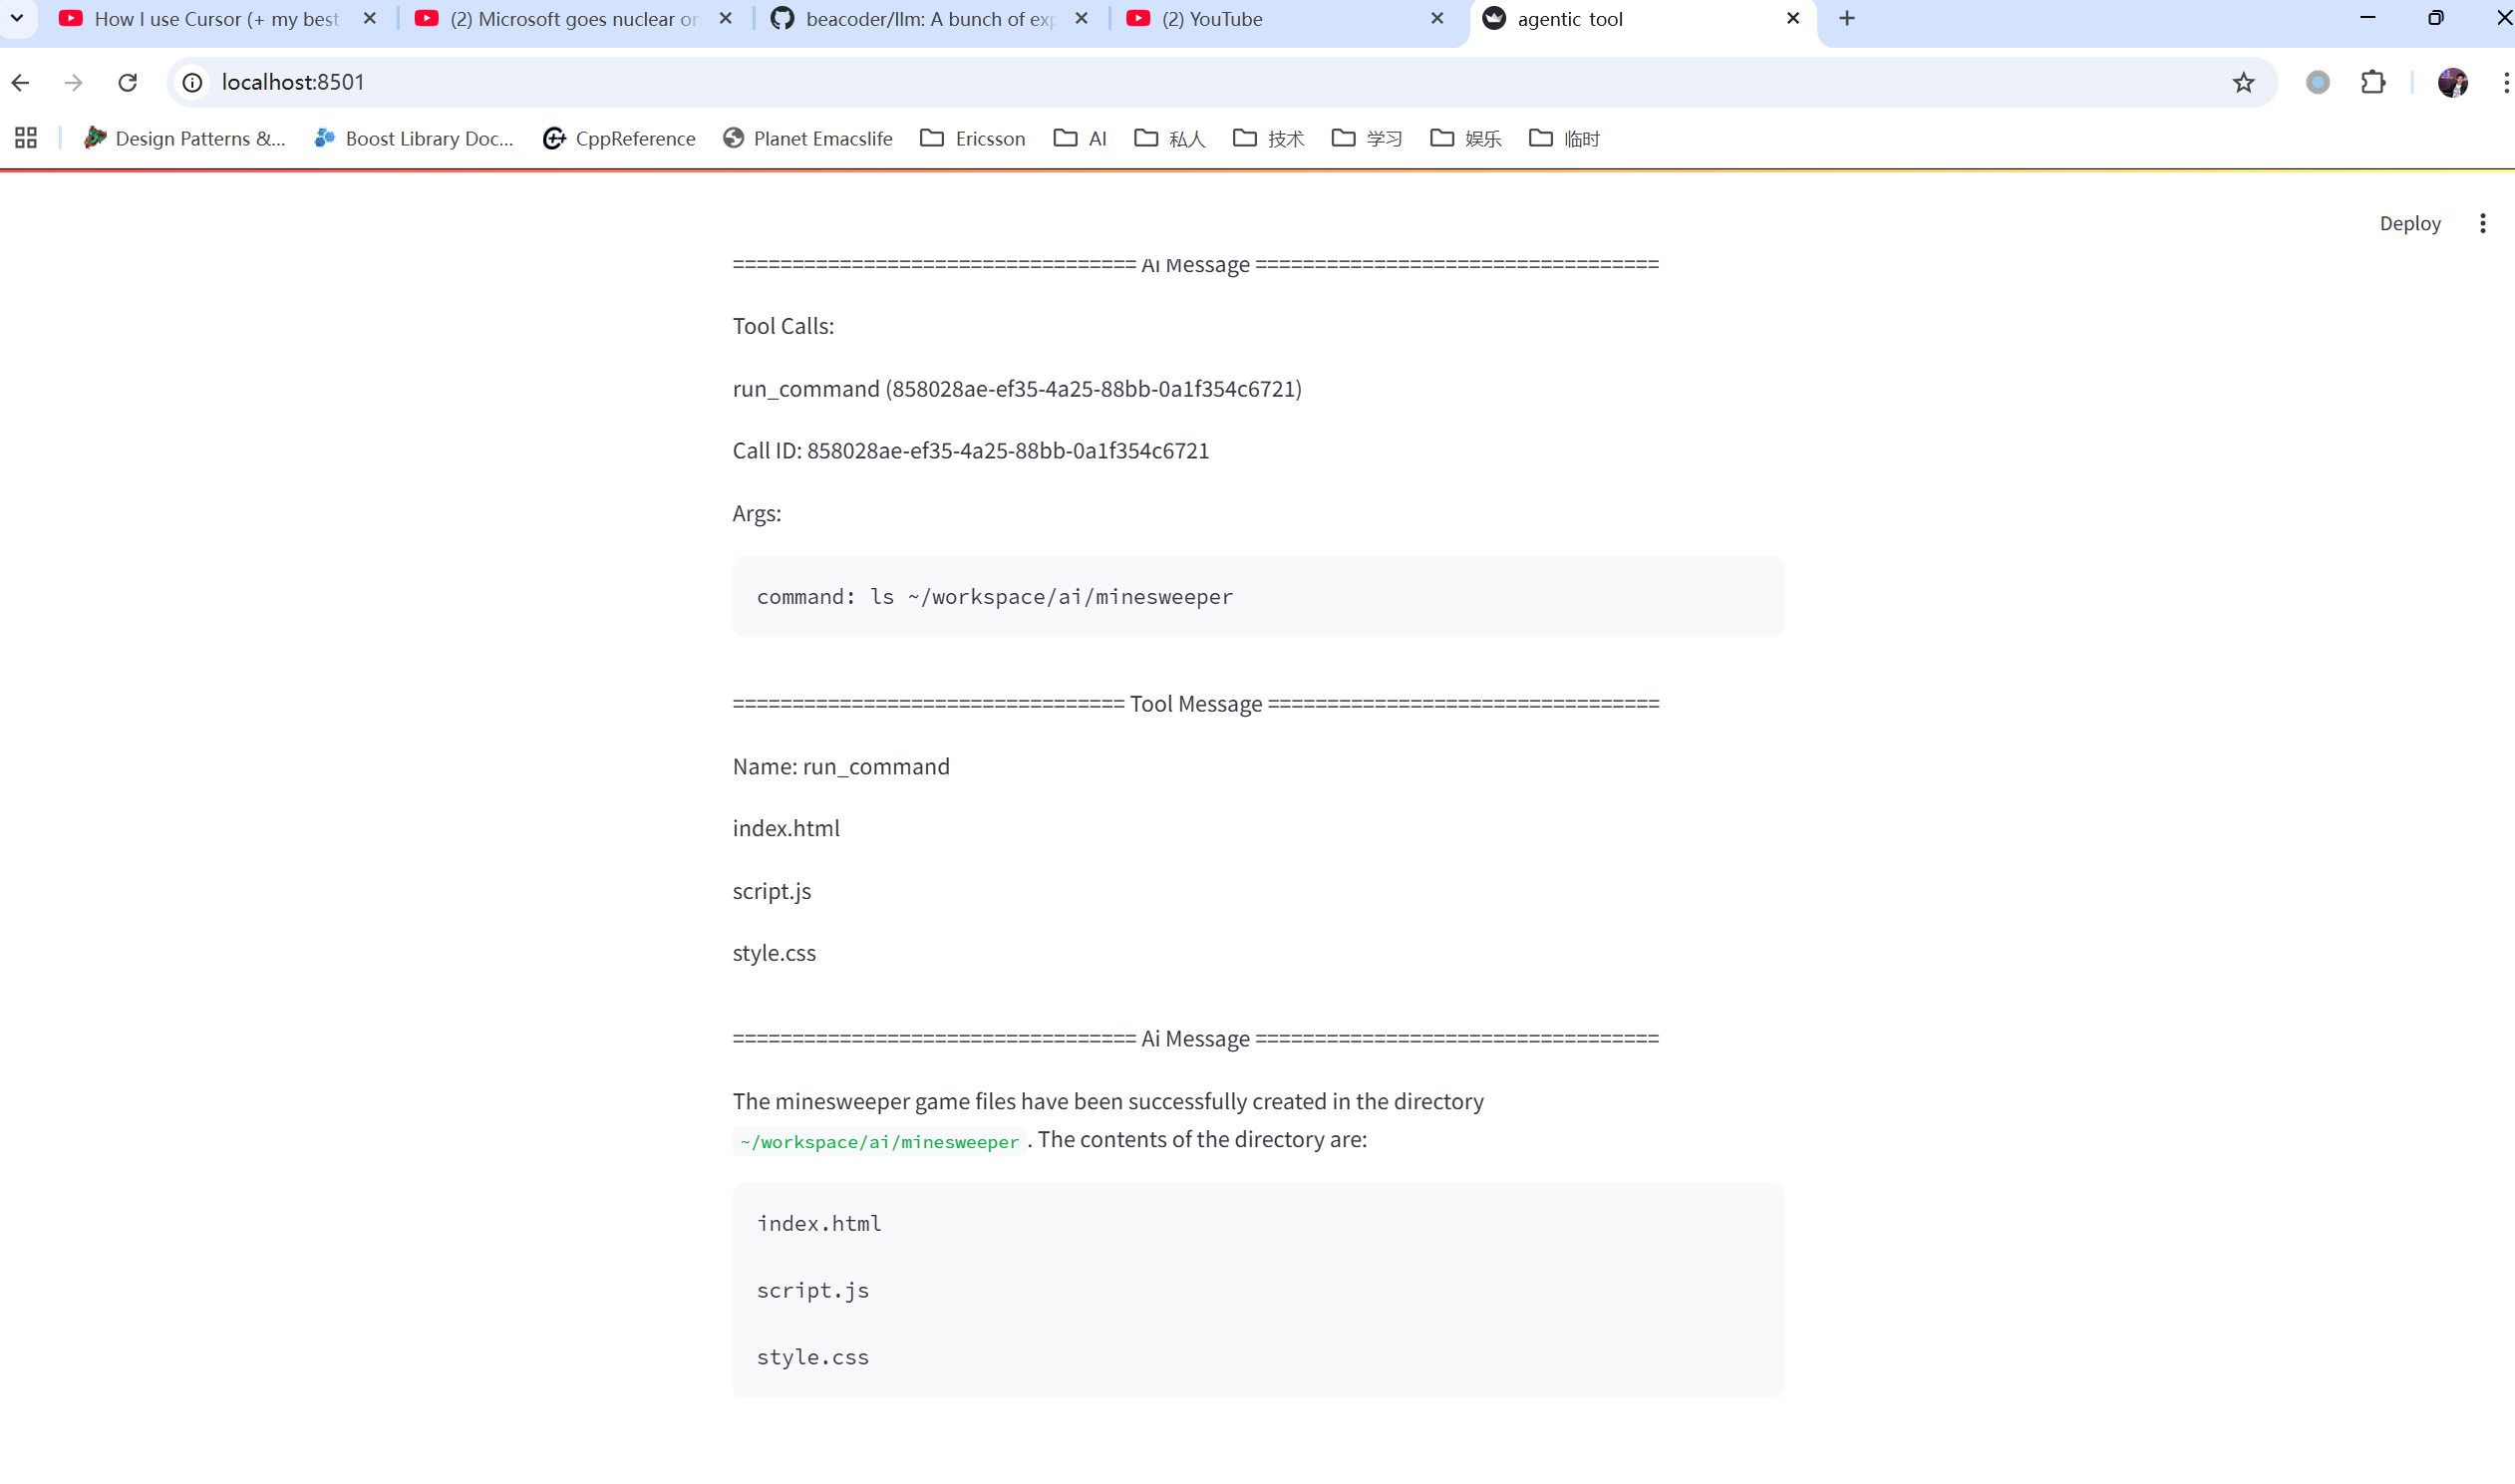 How I use Cursor (+ my best
(2) Microsoft goes nuclear on
beacoder/llm: A bunch of exp
(2) YouTube
agentic tool
localhost:8501
Design Patterns &...
Boost Library Doc...
CppReference
Planet Emacslife
Ericsson
AI
私人
技术
学习
娱乐
临时
Deploy
================================== Ai Message ==================================
Tool Calls:
run_command (858028ae-ef35-4a25-88bb-0a1f354c6721)
Call ID: 858028ae-ef35-4a25-88bb-0a1f354c6721
Args:
command: ls ~/workspace/ai/minesweeper
================================= Tool Message =================================
Name: run_command
index.html
script.js
style.css
================================== Ai Message ==================================
The minesweeper game files have been successfully created in the directory
~/workspace/ai/minesweeper . The contents of the directory are:
index.html
script.js
style.css